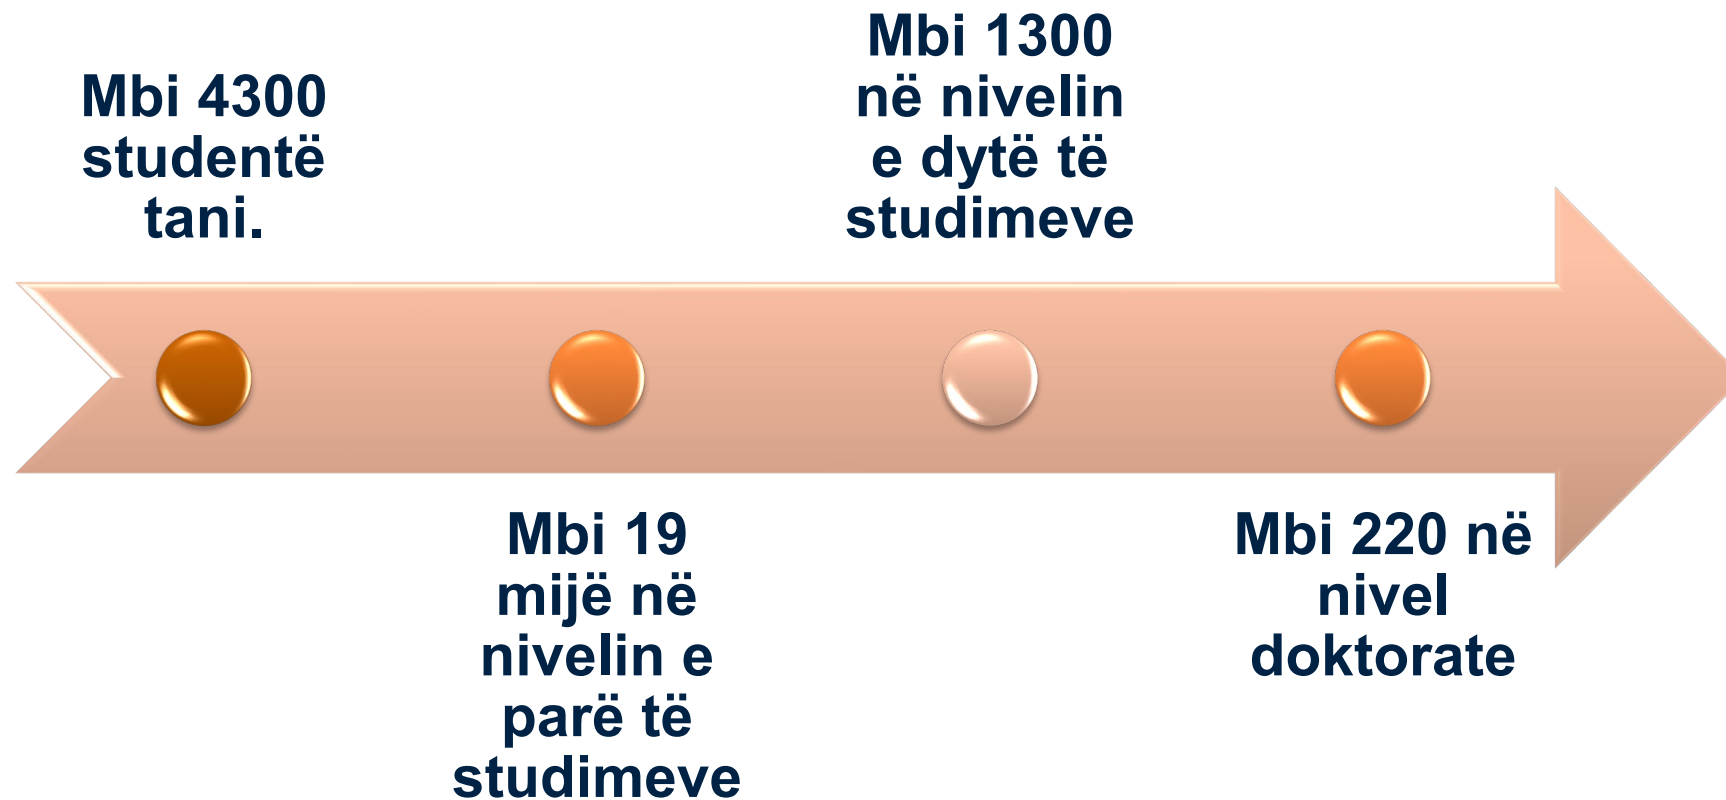 Mbi 4300
studentë
tani.
Mbi 19
mijë në
nivelin e
parë të
studimeve
Mbi 1300
në nivelin
e dytë të
studimeve
Mbi 220 në
nivel
doktorate